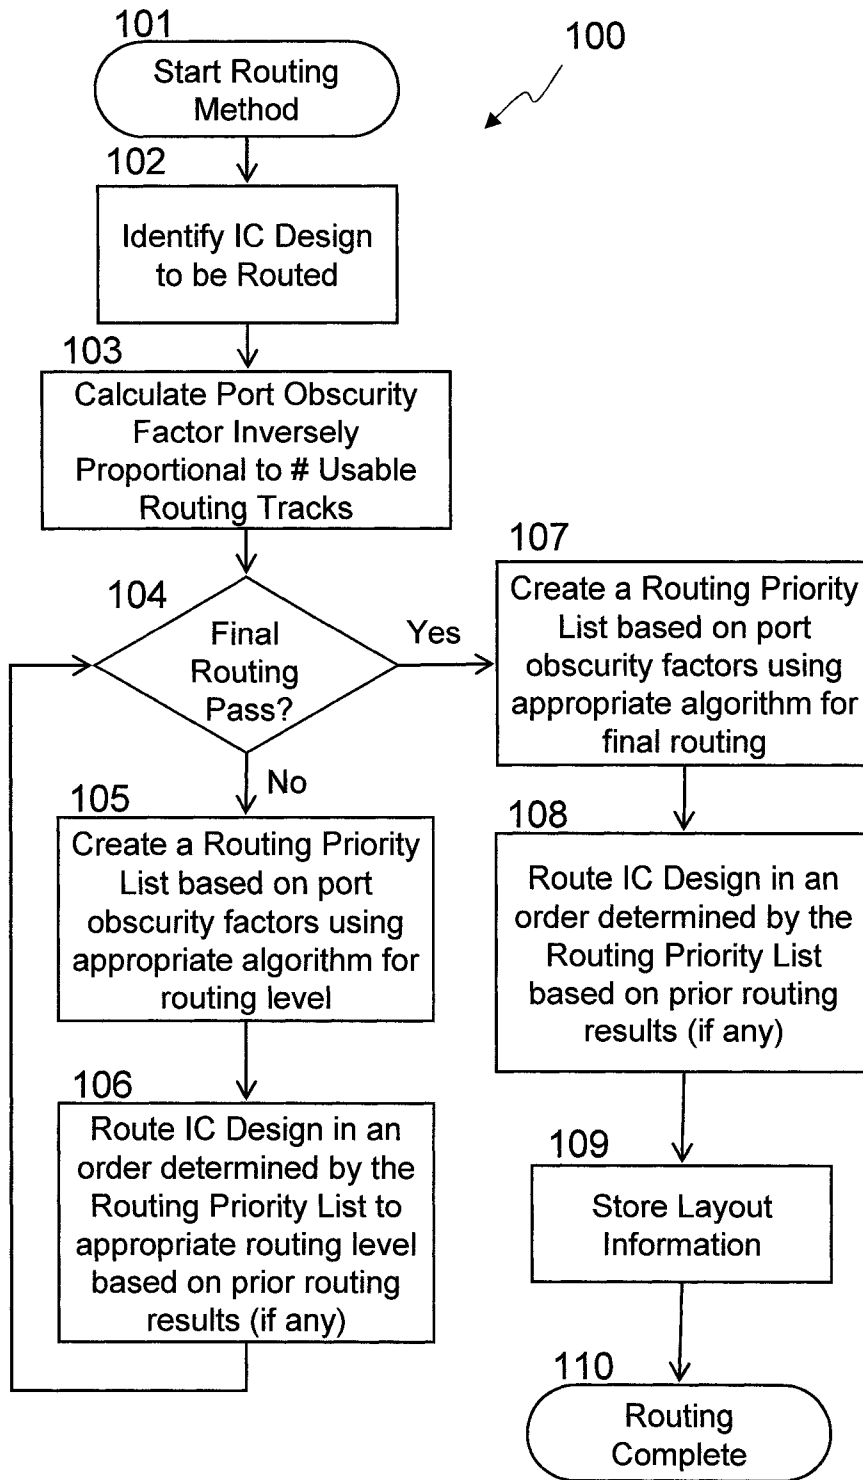 101
100
Start Routing
Method
102
Identify IC Design
to be Routed
103
Calculate Port Obscurity
Factor Inversely
Proportional to # Usable
Routing Tracks
104
Final
Routing
Pass?
Yes
No
105
Create a Routing Priority
List based on port
obscurity factors using
appropriate algorithm for
routing level
106
Route IC Design in an
order determined by the
Routing Priority List to
appropriate routing level
based on prior routing
results (if any)
107
Create a Routing Priority
List based on port
obscurity factors using
appropriate algorithm for
final routing
108
Route IC Design in an
order determined by the
Routing Priority List
based on prior routing
results (if any)
109
Store Layout
Information
110
Routing
Complete